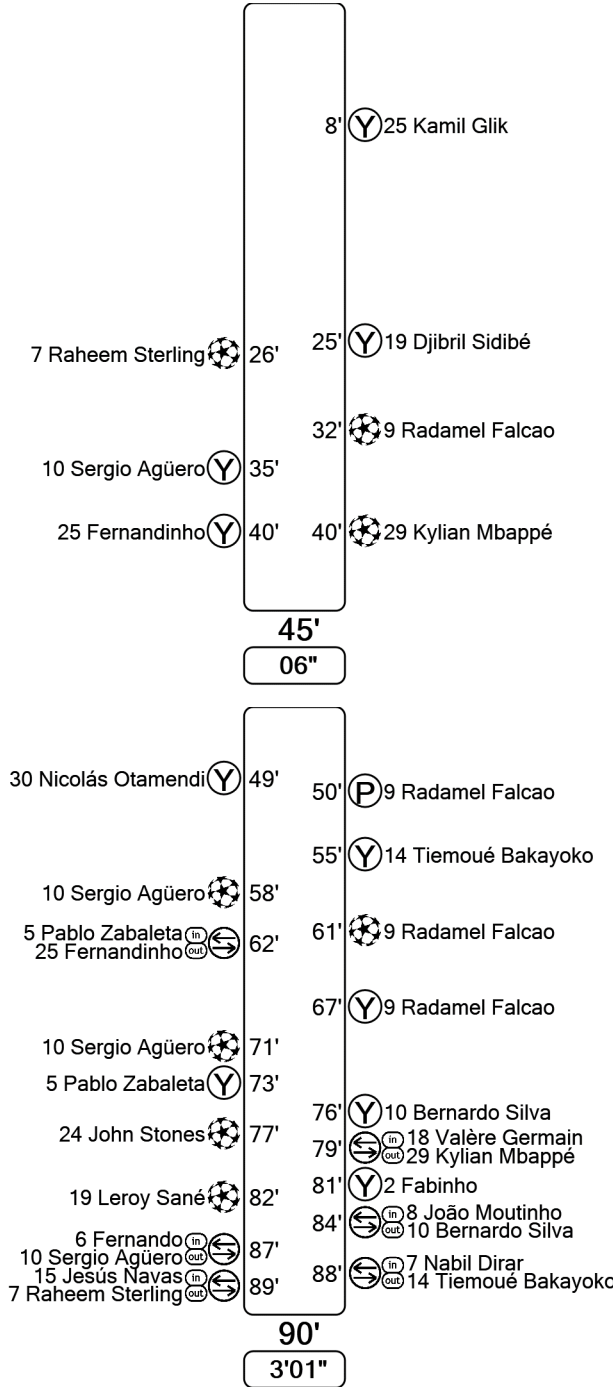 8' Y 25 Kamil Glik
25' Y 19 Djibril Sidibé
7 Raheem Sterling 26'
32' 9 Radamel Falcao
10 Sergio Agüero Y 35'
25 Fernandinho Y 40' 40' 29 Kylian Mbappé
45'
06"
30 Nicolás Otamendi Y 49'
50' P 9 Radamel Falcao
55' Y 14 Tiemoué Bakayoko
10 Sergio Agüero 58'
61' 9 Radamel Falcao
5 Pablo Zabaleta in
25 Fernandinho out 62'
67' Y 9 Radamel Falcao
10 Sergio Agüero 71'
5 Pablo Zabaleta Y 73'
76' Y 10 Bernardo Silva
24 John Stones 77'
79' in 18 Valère Germain
out 29 Kylian Mbappé
81' Y 2 Fabinho
19 Leroy Sané 82'
84' in 8 João Moutinho
out 10 Bernardo Silva
6 Fernando in
10 Sergio Agüero out 87'
88' in 7 Nabil Dirar
out 14 Tiemoué Bakayoko
15 Jesús Navas in
7 Raheem Sterling out 89'
90'
3'01"